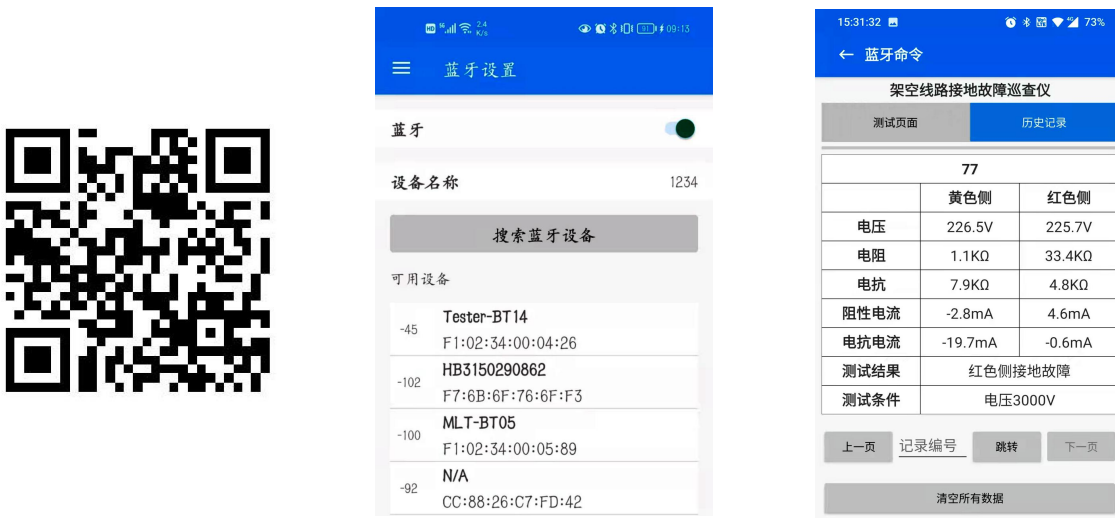 HD 5G 2.4 K/s 91 09:13
蓝牙设置
蓝牙
设备名称 1234
搜索蓝牙设备
可用设备
-45 Tester-BT14
F1:02:34:00:04:26
-102 HB3150290862
F7:6B:6F:76:6F:F3
-100 MLT-BT05
F1:02:34:00:05:89
-92 N/A
CC:88:26:C7:FD:42
15:31:32 4G 73%
蓝牙命令
架空线路接地故障巡查仪
测试页面 历史记录
77
黄色侧 红色侧
电压 226.5V 225.7V
电阻 1.1KΩ 33.4KΩ
电抗 7.9KΩ 4.8KΩ
阻性电流 -2.8mA 4.6mA
电抗电流 -19.7mA -0.6mA
测试结果 红色侧接地故障
测试条件 电压3000V
上一页 记录编号 跳转 下一页
清空所有数据